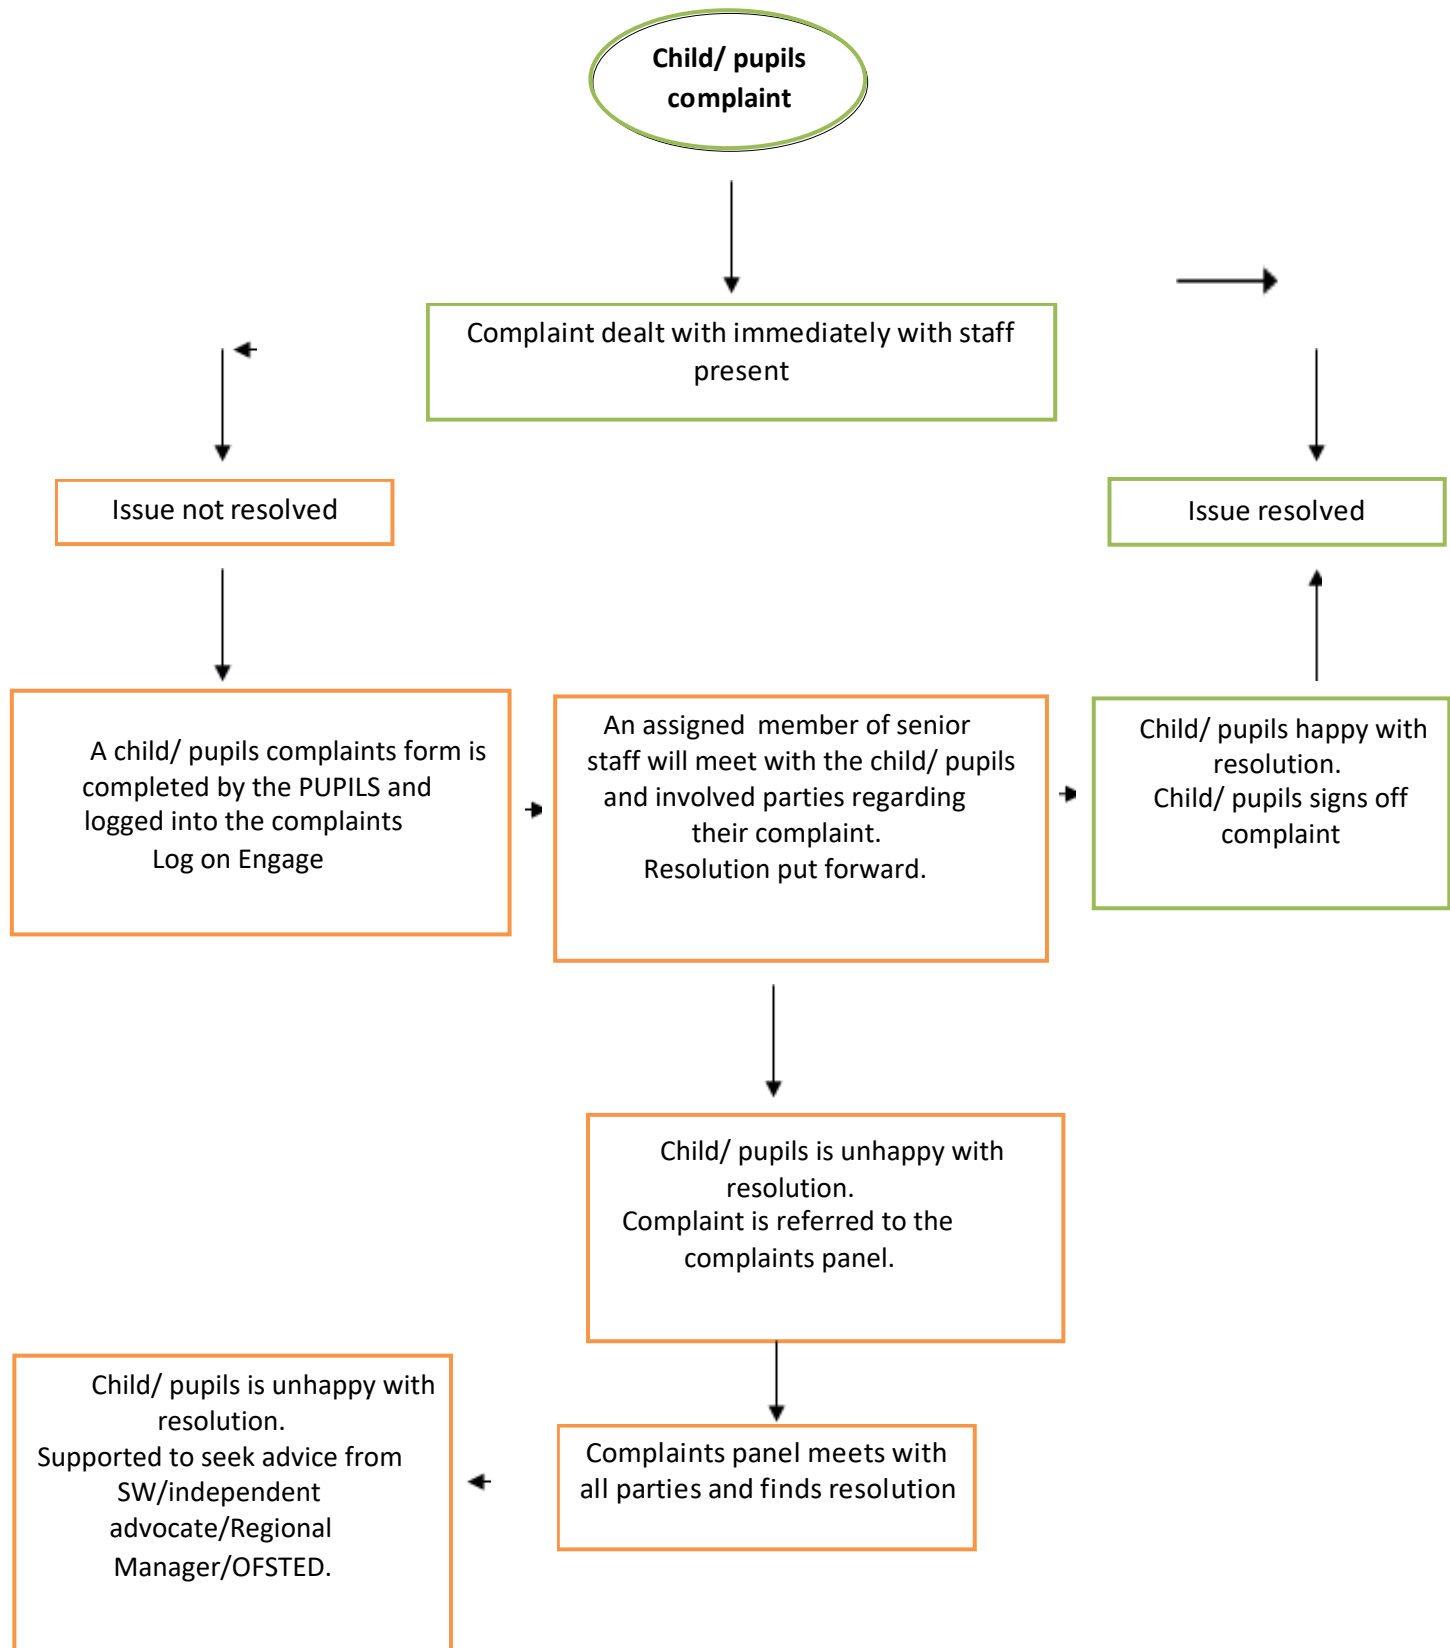 Child/ pupils
complaint
Complaint dealt with immediately with staff
present
Issue not resolved
Issue resolved
A child/ pupils complaints form is
completed by the PUPILS and
logged into the complaints
Log on Engage
An assigned member of senior
staff will meet with the child/ pupils
and involved parties regarding
their complaint.
Resolution put forward.
Child/ pupils happy with
resolution.
Child/ pupils signs off
complaint
Child/ pupils is unhappy with
resolution.
Complaint is referred to the
complaints panel.
Complaints panel meets with
all parties and finds resolution
Child/ pupils is unhappy with
resolution.
Supported to seek advice from
SW/independent
advocate/Regional
Manager/OFSTED.